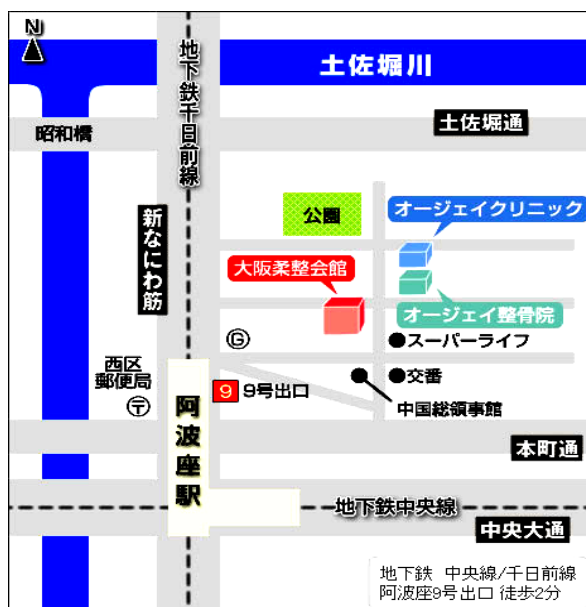 N
土佐堀川
地下鉄千日前線
土佐堀通
昭和橋
新なにわ筋
公園
オージェイクリニック
大阪柔整会館
オージェイ整骨院
G
スーパーライフ
西区
郵便局
〒
9
9号出口
交番
中国総領事館
阿波座駅
本町通
地下鉄中央線
中央大通
地下鉄 中央線/千日前線
阿波座9号出口 徒歩2分